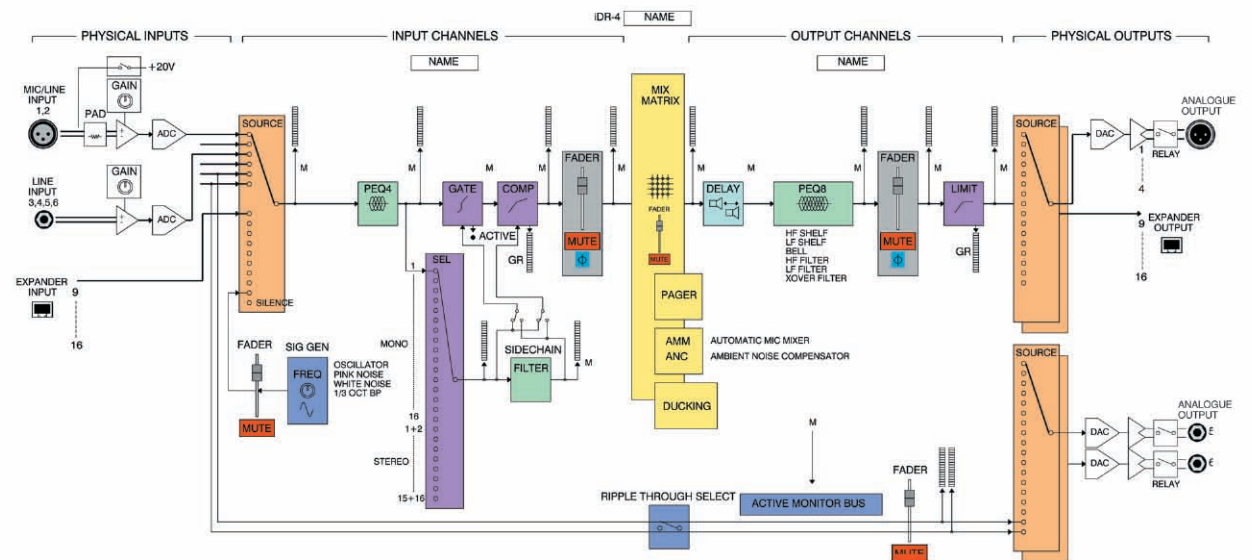 iDR-4 NAME
PHYSICAL INPUTS
INPUT CHANNELS
OUTPUT CHANNELS
PHYSICAL OUTPUTS
NAME
NAME
+20V
GAIN
MIC/LINE
INPUT
1,2
PAD
ADC
GAIN
LINE
INPUT
3,4,5,6
ADC
EXPANDER
INPUT
9
16
SOURCE
SILENCE
FADER
MUTE
SIG GEN
FREQ
OSCILLATOR
PINK NOISE
WHITE NOISE
1/3 OCT BP
M
PEQ4
M
GATE
ACTIVE
COMP
GR
M
FADER
MUTE
Φ
M
SEL
1
MONO
16
1+2
STEREO
15+16
SIDECHAIN
FILTER
M
MIX
MATRIX
FADER
MUTE
PAGER
AMM
ANC
AUTOMATIC MIC MIXER
AMBIENT NOISE COMPENSATOR
DUCKING
M
DELAY
M
PEQ8
HF SHELF
LF SHELF
BELL
HF FILTER
LF FILTER
XOVER FILTER
M
FADER
MUTE
Φ
M
LIMIT
GR
M
SOURCE
DAC
1
4
RELAY
ANALOGUE
OUTPUT
EXPANDER
OUTPUT
9
16
SOURCE
DAC
DAC
RELAY
ANALOGUE
OUTPUT
M
RIPPLE THROUGH SELECT
ACTIVE MONITOR BUS
FADER
MUTE